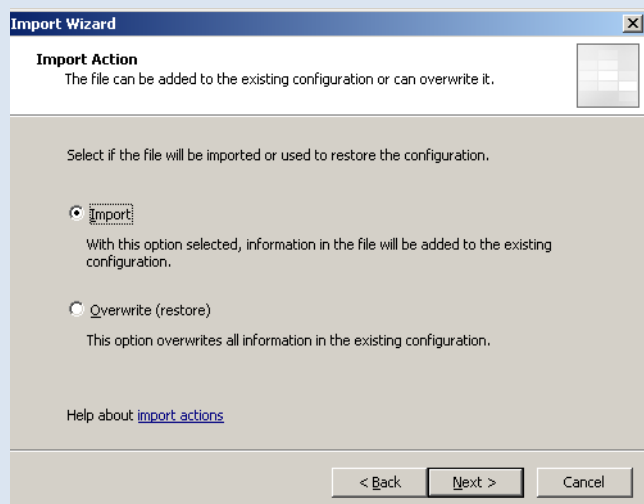 Import Wizard
Import Action
The file can be added to the existing configuration or can overwrite it.
Select if the file will be imported or used to restore the configuration.
Import
With this option selected, information in the file will be added to the existing
configuration.
Overwrite (restore)
This option overwrites all information in the existing configuration.
Help about import actions
< Back Next > Cancel